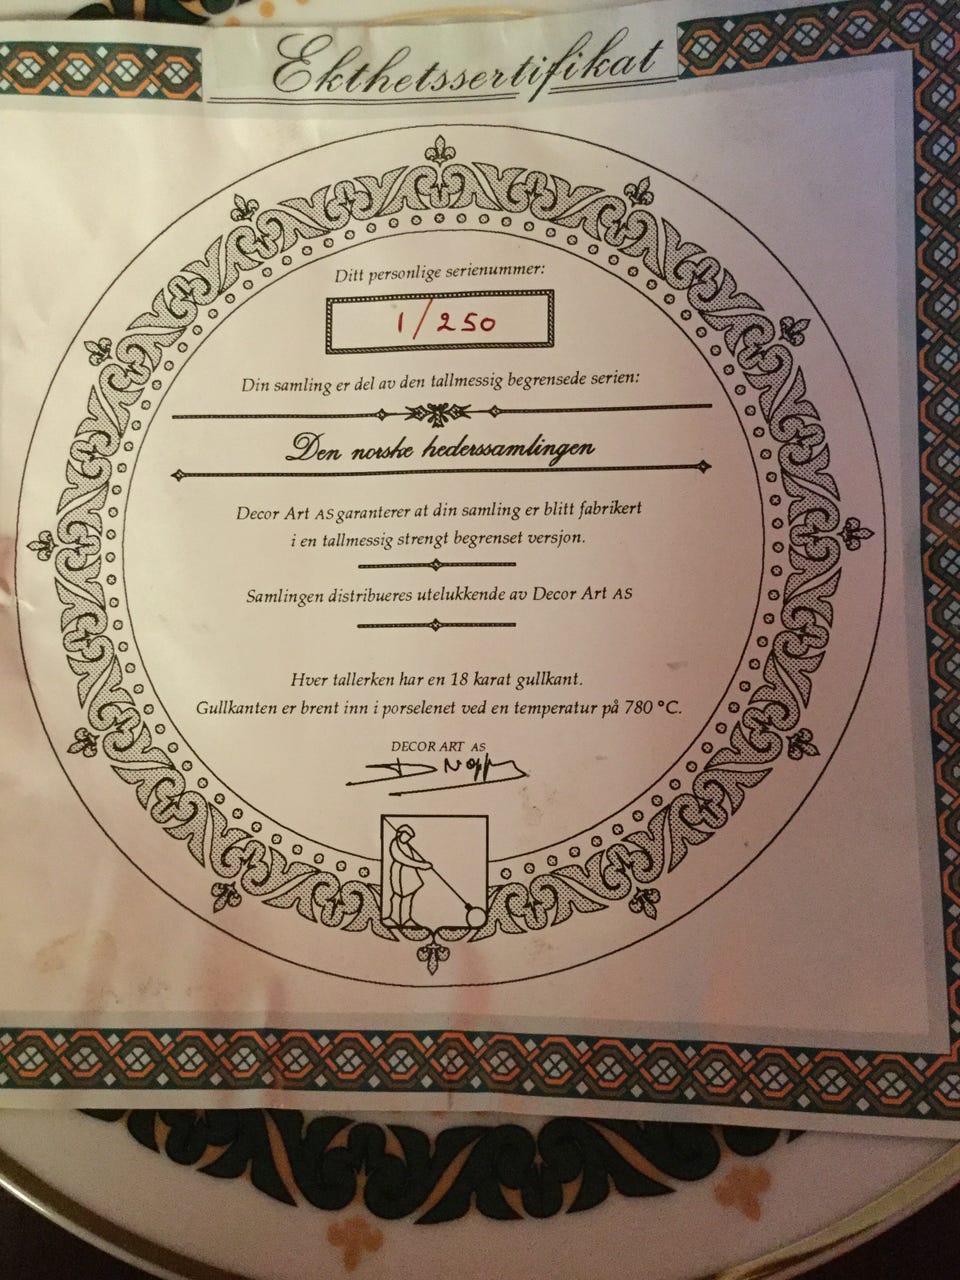 Ekthetssertifikat
Ditt personlige serienummer:
1/250
Din samling er del av den tallmessig begrensede serien:
Den norske hederssamlingen
Decor Art AS garanterer at din samling er blitt fabrikert
i en tallmessig strengt begrenset versjon.
Samlingen distribueres utelukkende av Decor Art AS
Hver tallerken har en 18 karat gullkant.
Gullkanten er brent inn i porselenet ved en temperatur på 780 °C.
DECOR ART AS